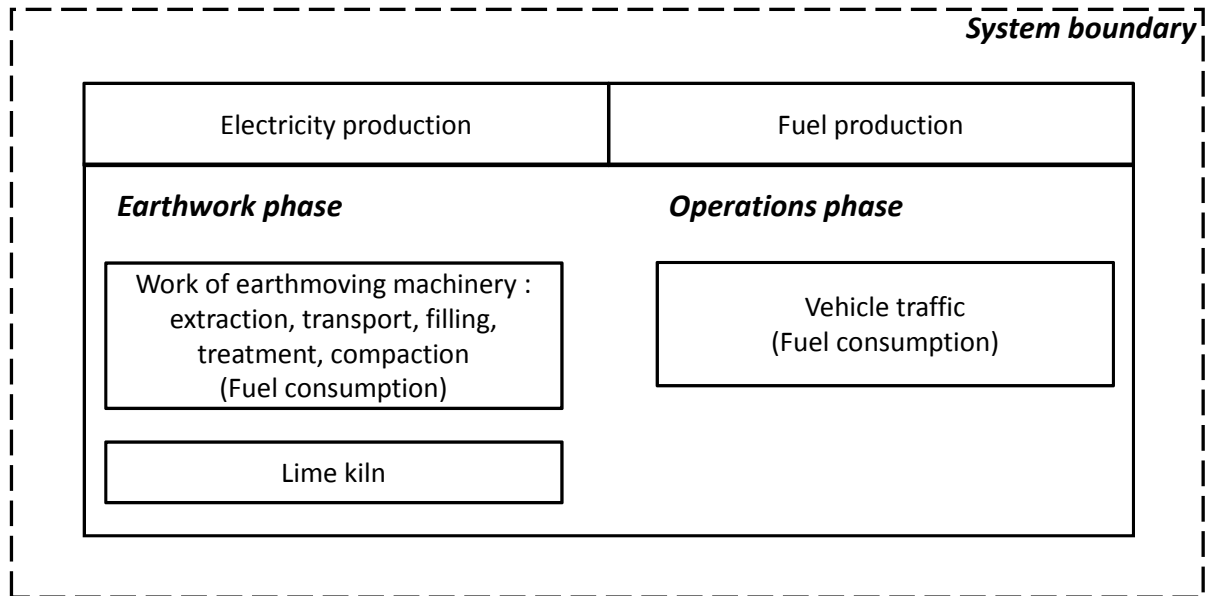 System boundary
Electricity production
Fuel production
Earthwork phase
Operations phase
Work of earthmoving machinery :
extraction, transport, filling,
treatment, compaction
(Fuel consumption)
Vehicle traffic
(Fuel consumption)
Lime kiln